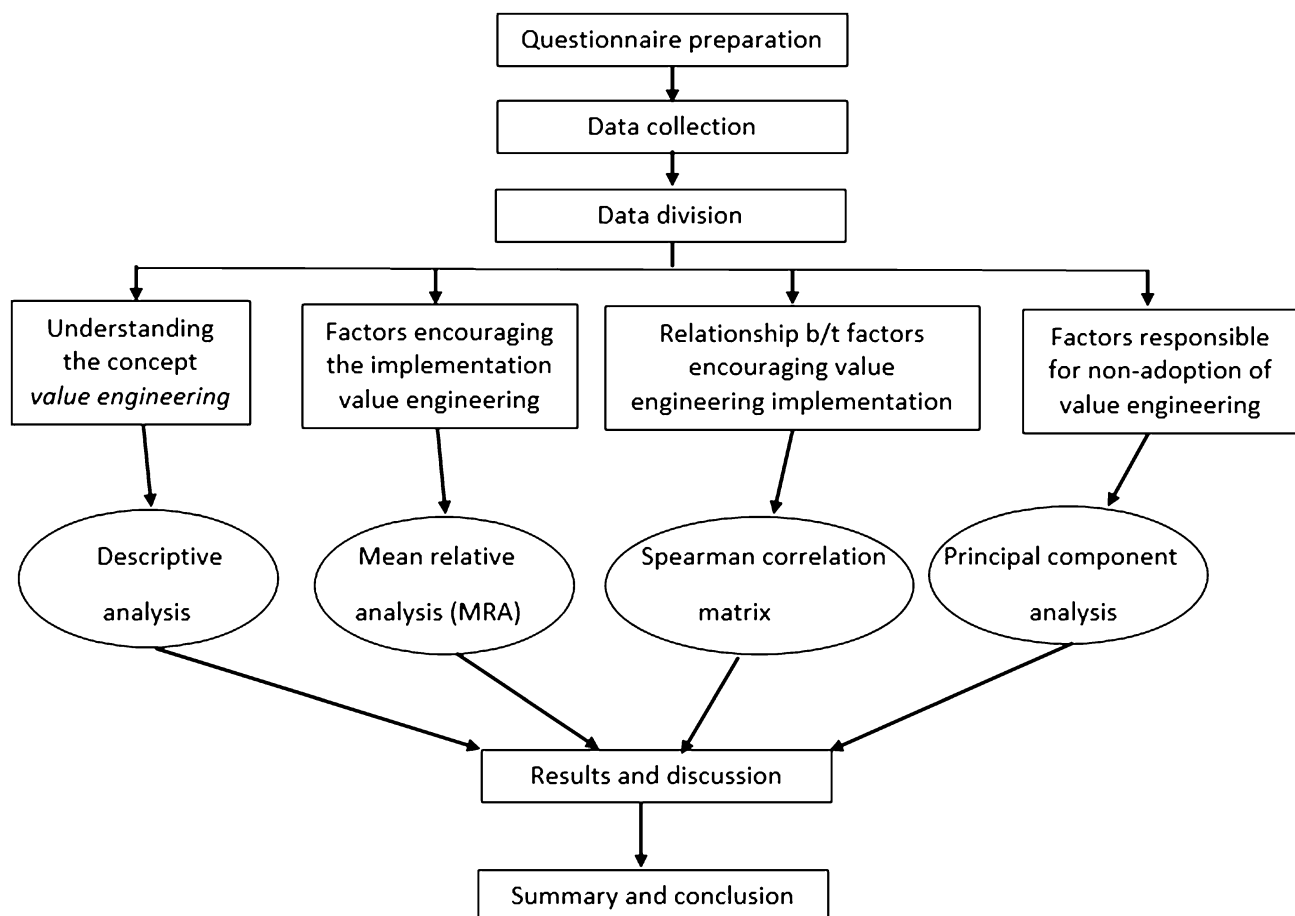 Questionnaire preparation
Data collection
Data division
Understanding
the concept
value engineering
Factors encouraging
the implementation
value engineering
Relationship b/t factors
encouraging value
engineering implementation
Factors responsible
for non-adoption of
value engineering
Descriptive
analysis
Mean relative
analysis (MRA)
Spearman correlation
matrix
Principal component
analysis
Results and discussion
Summary and conclusion